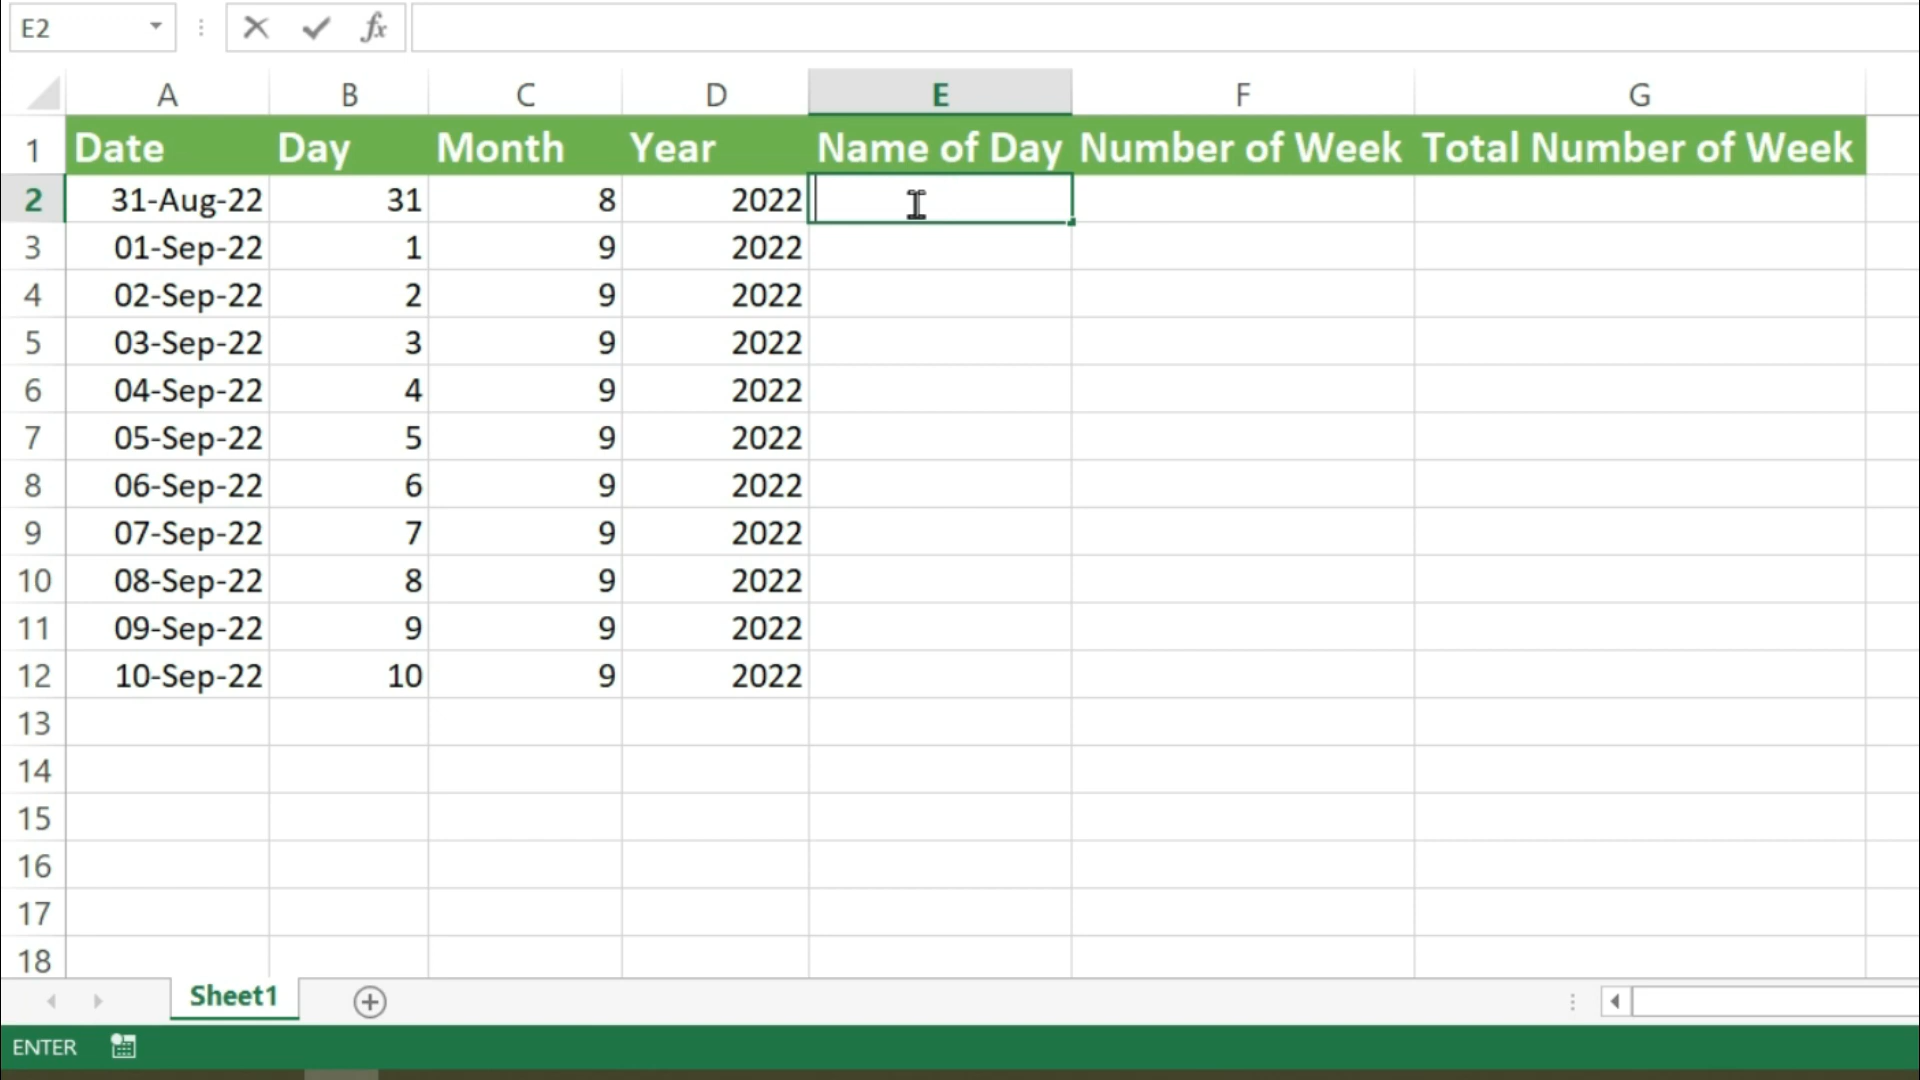 E2 fx
A B C D E F G
1 Date Day Month Year Name of Day Number of Week Total Number of Week
2 31-Aug-22 31 8 2022
3 01-Sep-22 1 9 2022
4 02-Sep-22 2 9 2022
5 03-Sep-22 3 9 2022
6 04-Sep-22 4 9 2022
7 05-Sep-22 5 9 2022
8 06-Sep-22 6 9 2022
9 07-Sep-22 7 9 2022
10 08-Sep-22 8 9 2022
11 09-Sep-22 9 9 2022
12 10-Sep-22 10 9 2022
13
14
15
16
17
18
Sheet1
ENTER